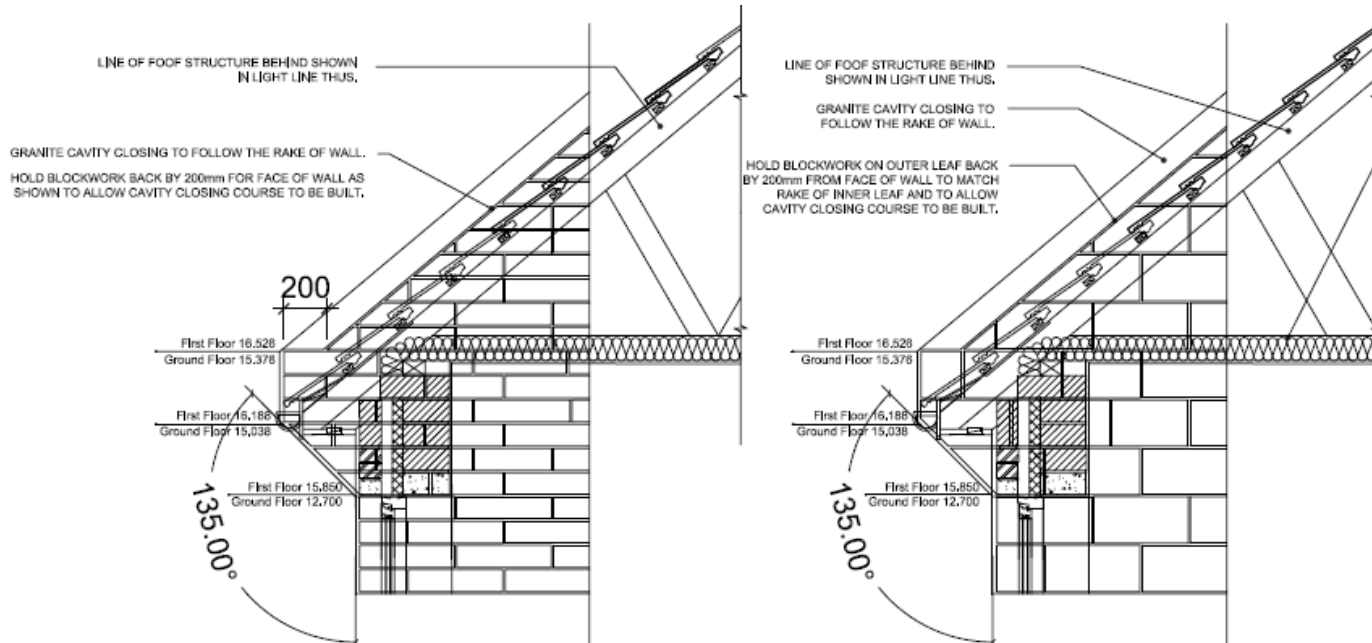 LINE OF FOOF STRUCTURE BEHIND SHOWN
IN LIGHT LINE THUS.
GRANITE CAVITY CLOSING TO FOLLOW THE RAKE OF WALL.
HOLD BLOCKWORK BACK BY 200mm FOR FACE OF WALL AS
SHOWN TO ALLOW CAVITY CLOSING COURSE TO BE BUILT.
200
First Floor 16.528
Ground Floor 15.376
First Floor 16.188
Ground Floor 15.038
First Floor 15.850
Ground Floor 12.700
135.00°
LINE OF FOOF STRUCTURE BEHIND
SHOWN IN LIGHT LINE THUS.
GRANITE CAVITY CLOSING TO
FOLLOW THE RAKE OF WALL.
HOLD BLOCKWORK ON OUTER LEAF BACK
BY 200mm FROM FACE OF WALL TO MATCH
RAKE OF INNER LEAF AND TO ALLOW
CAVITY CLOSING COURSE TO BE BUILT.
First Floor 16.528
Ground Floor 15.376
First Floor 16.188
Ground Floor 15.038
First Floor 15.850
Ground Floor 12.700
135.00°